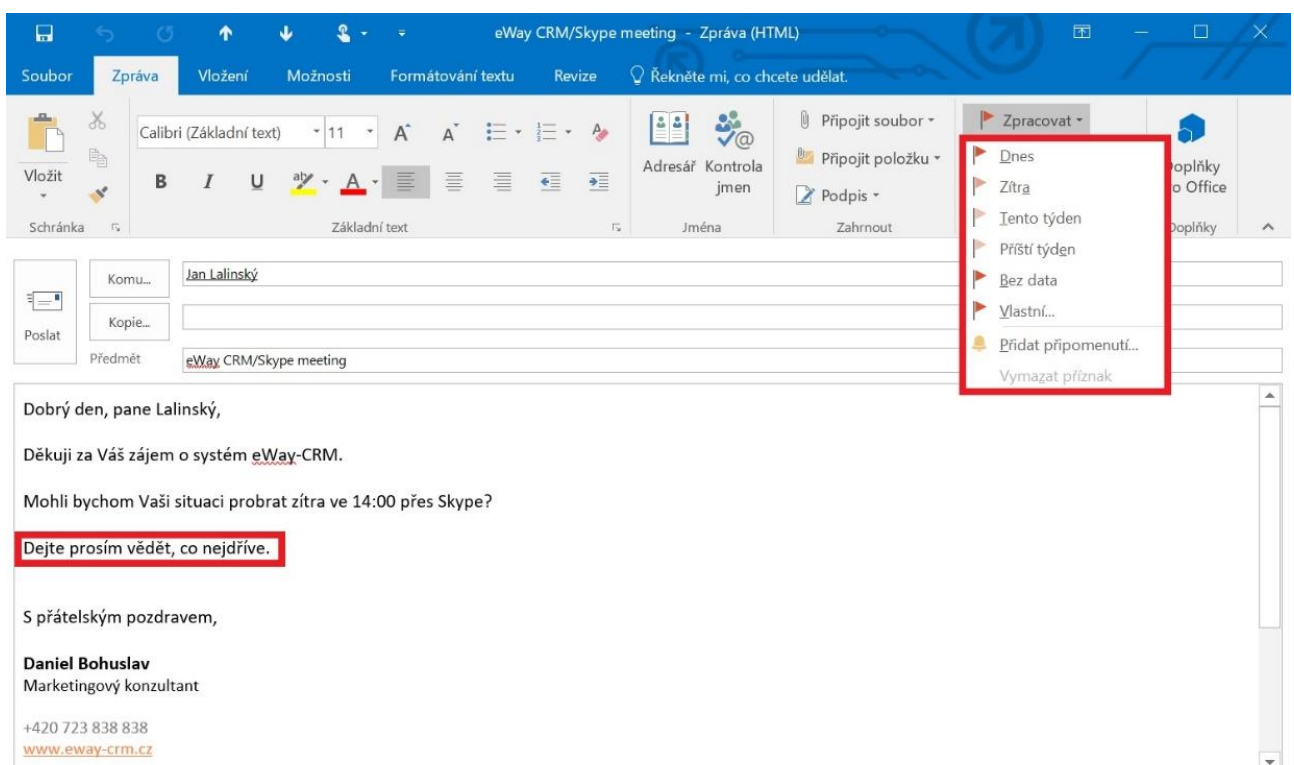 eWay CRM/Skype meeting - Zpráva (HTML)
Soubor Zpráva Vložení Možnosti Formátování textu Revize Řekněte mi, co chcete udělat.
Vložit
Schránka
Calibri (Základní text) 11
B I U
Základní text
Adresář Kontrola jmen
Jména
Připojit soubor
Připojit položku
Podpis
Zahrnout
Zpracovat
Dnes
Zítra
Tento týden
Příští týden
Bez data
Vlastní...
Přidat připomenutí...
Vymazat příznak
oplňky
o Office
Doplňky
Poslat
Komu... Jan Lalinský
Kopie...
Předmět eWay CRM/Skype meeting
Dobrý den, pane Lalinský,
Děkuji za Váš zájem o systém eWay-CRM.
Mohli bychom Vaši situaci probrat zítra ve 14:00 přes Skype?
Dejte prosím vědět, co nejdříve.
S přátelským pozdravem,
Daniel Bohuslav
Marketingový konzultant
+420 723 838 838
www.eway-crm.cz